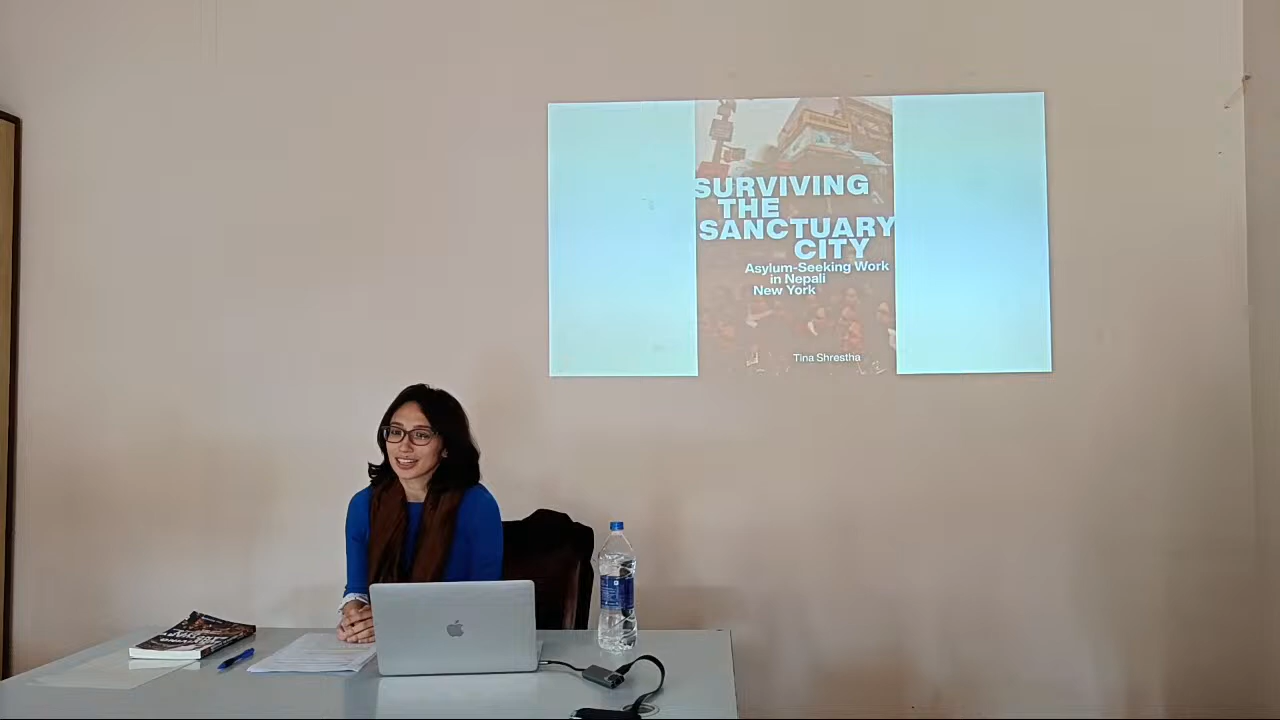 SURVIVING
THE
SANCTUARY
CITY
Asylum-Seeking Work
in Nepali
New York
Tina Shrestha